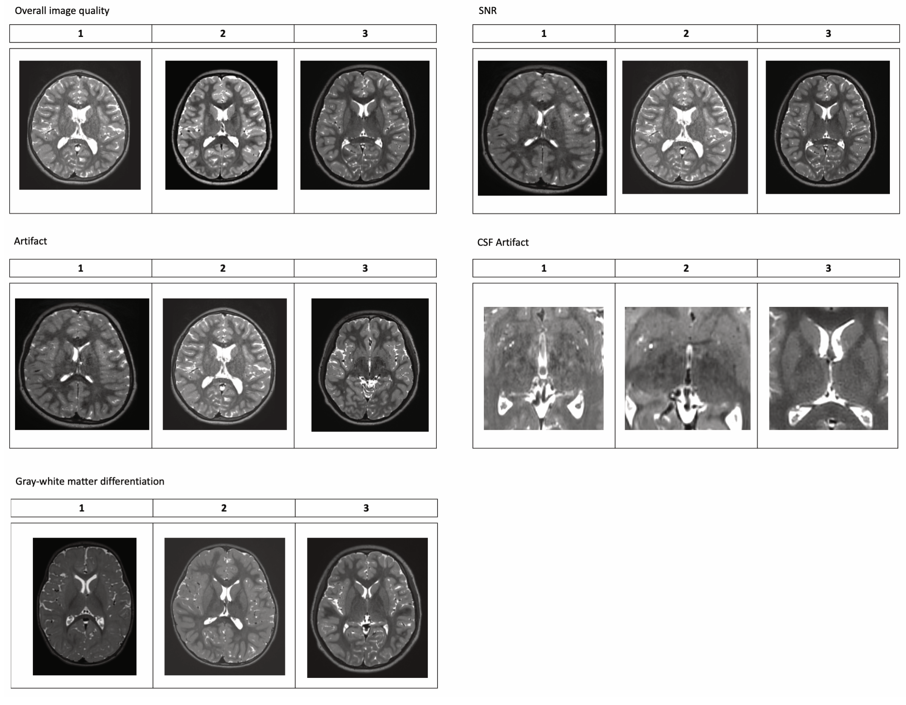 Overall image quality
1 2 3
SNR
1 2 3
Artifact
1 2 3
CSF Artifact
1 2 3
Gray-white matter differentiation
1 2 3